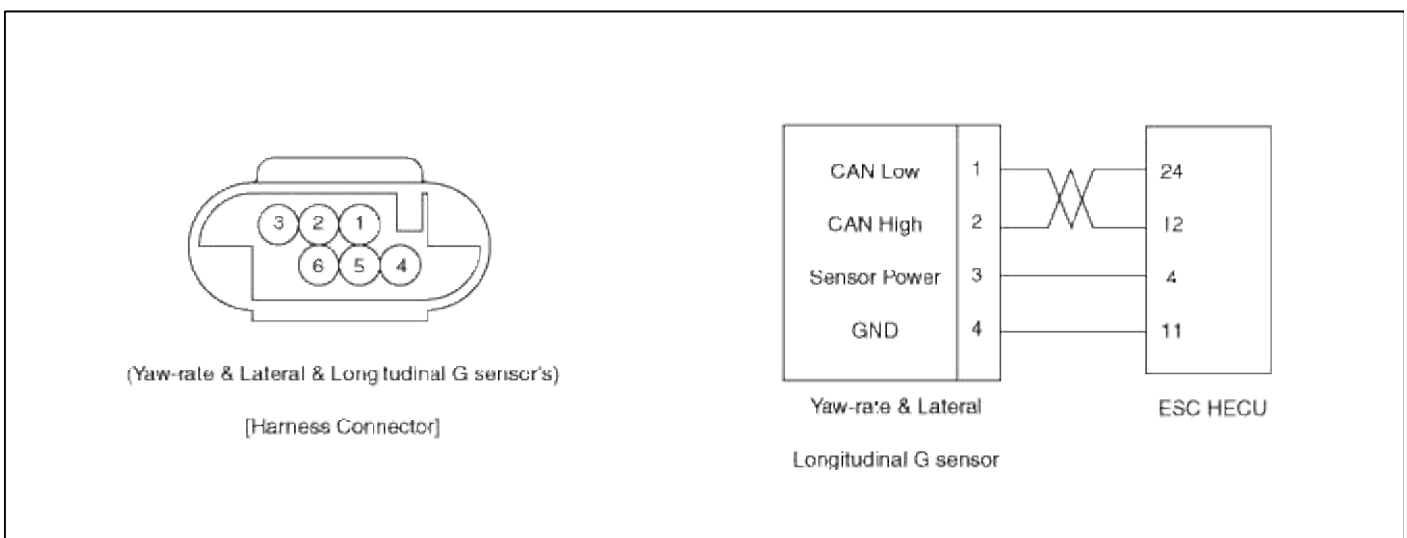 3 2 1
6 5 4
(Yaw-rate & Lateral & Longitudinal G sensor's)
[Harness Connector]
CAN Low 1 24
CAN High 2 12
Sensor Power 3 4
GND 4 11
Yaw-rate & Lateral
Longitudinal G sensor
ESC HECU